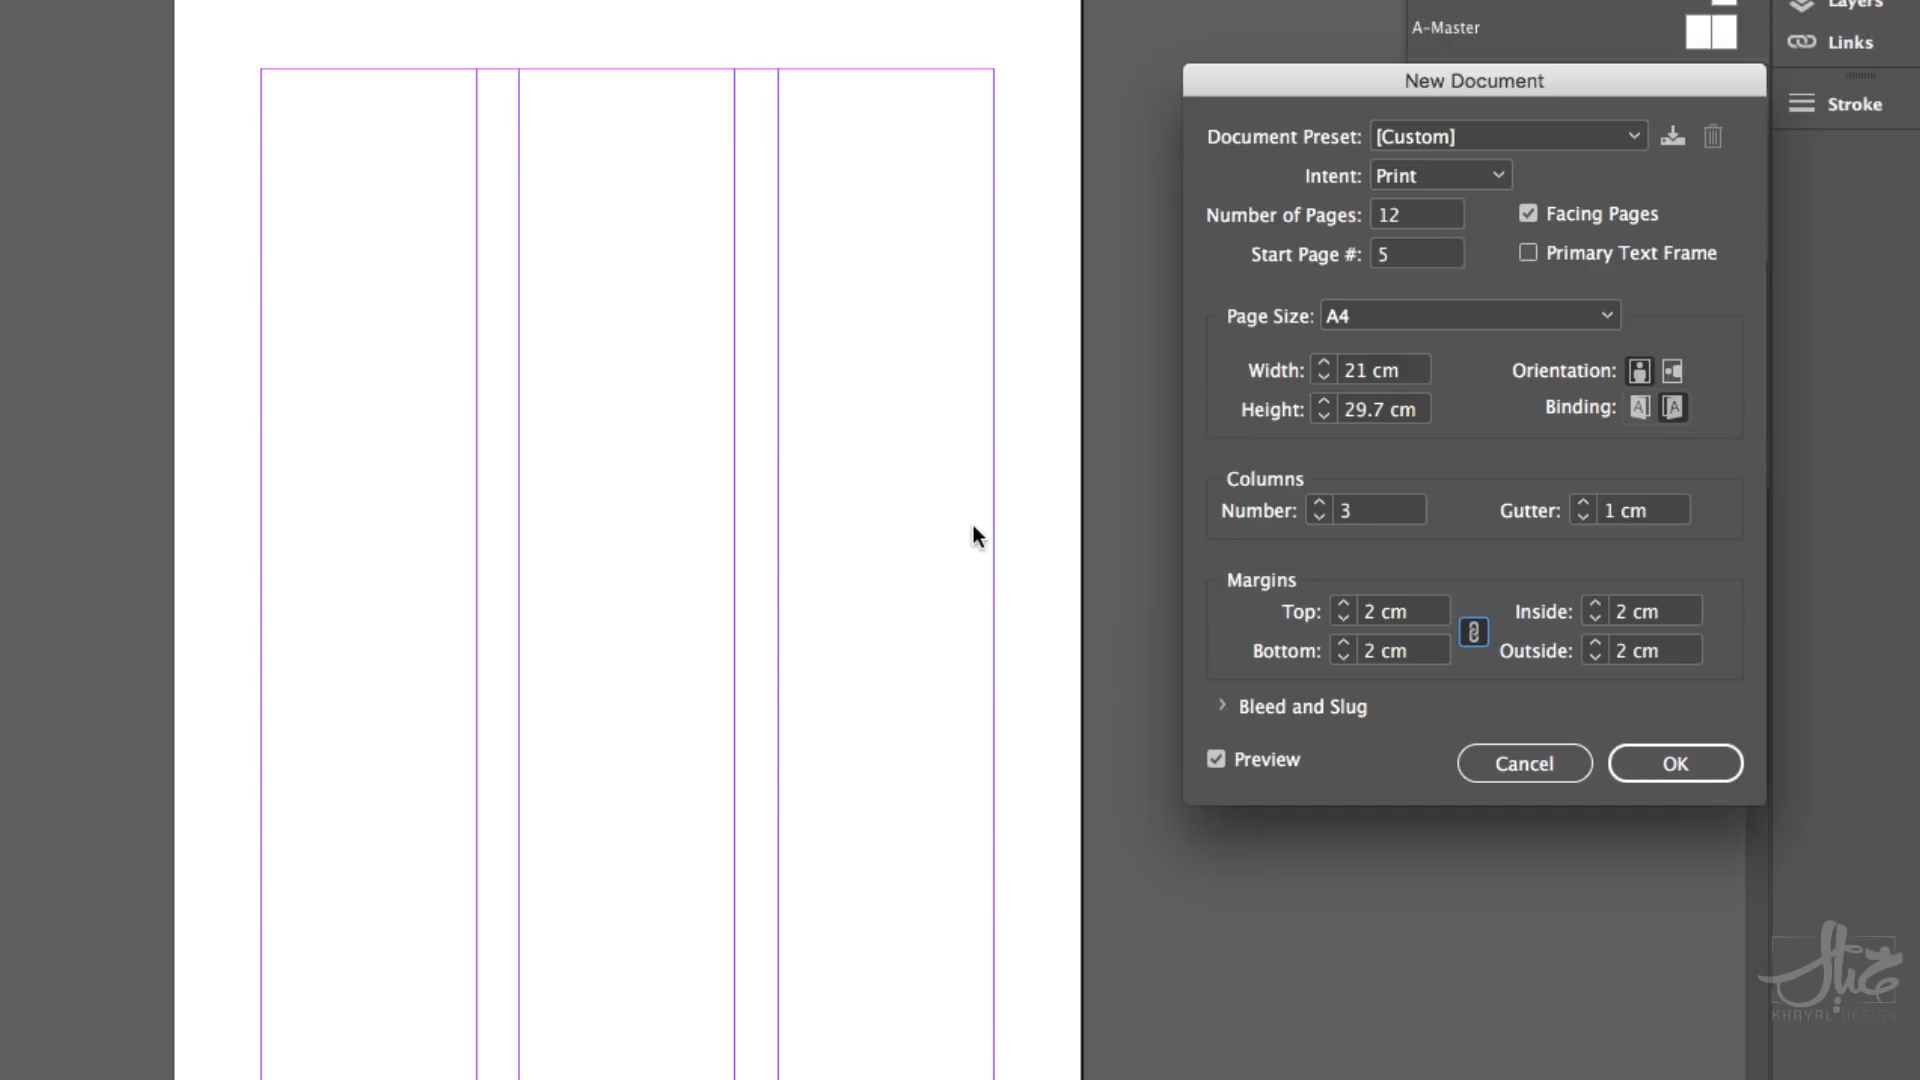 Layers
A-Master
Links
New Document
Stroke
Document Preset: [Custom]
Intent: Print
Number of Pages: 12
Facing Pages
Start Page #: 5
Primary Text Frame
Page Size: A4
Width: 21 cm
Orientation:
Height: 29.7 cm
Binding:
Columns
Number: 3
Gutter: 1 cm
Margins
Top: 2 cm
Inside: 2 cm
Bottom: 2 cm
Outside: 2 cm
Bleed and Slug
Preview
Cancel
OK
خيال
KHAYAL DESIGN